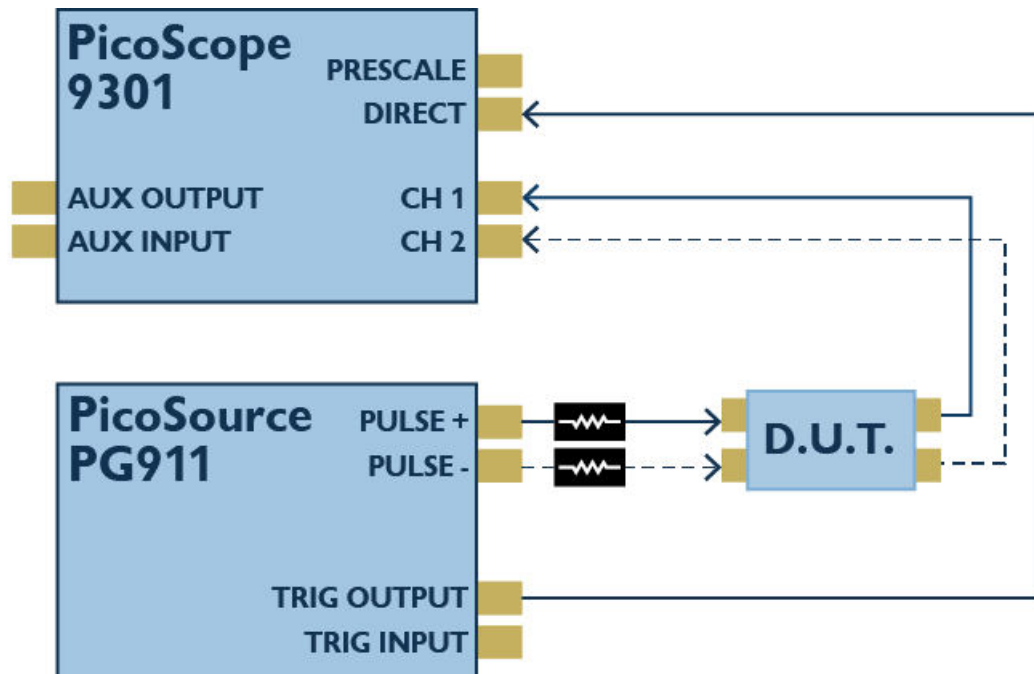 PicoScope
9301
PRESCALE
DIRECT
AUX OUTPUT
CH 1
AUX INPUT
CH 2
PicoSource
PG911
PULSE +
PULSE -
D.U.T.
TRIG OUTPUT
TRIG INPUT